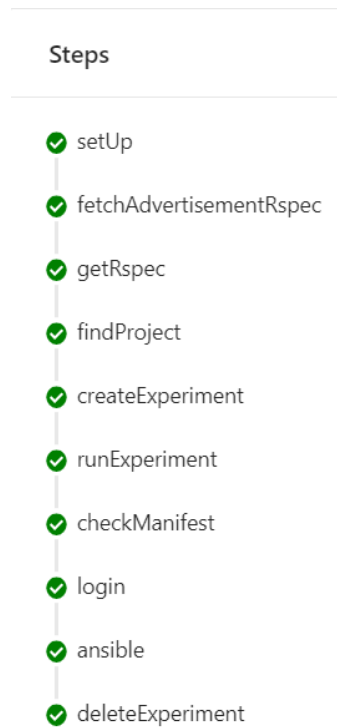 Steps
setUp
fetchAdvertisementRspec
getRspec
findProject
createExperiment
runExperiment
checkManifest
login
ansible
deleteExperiment